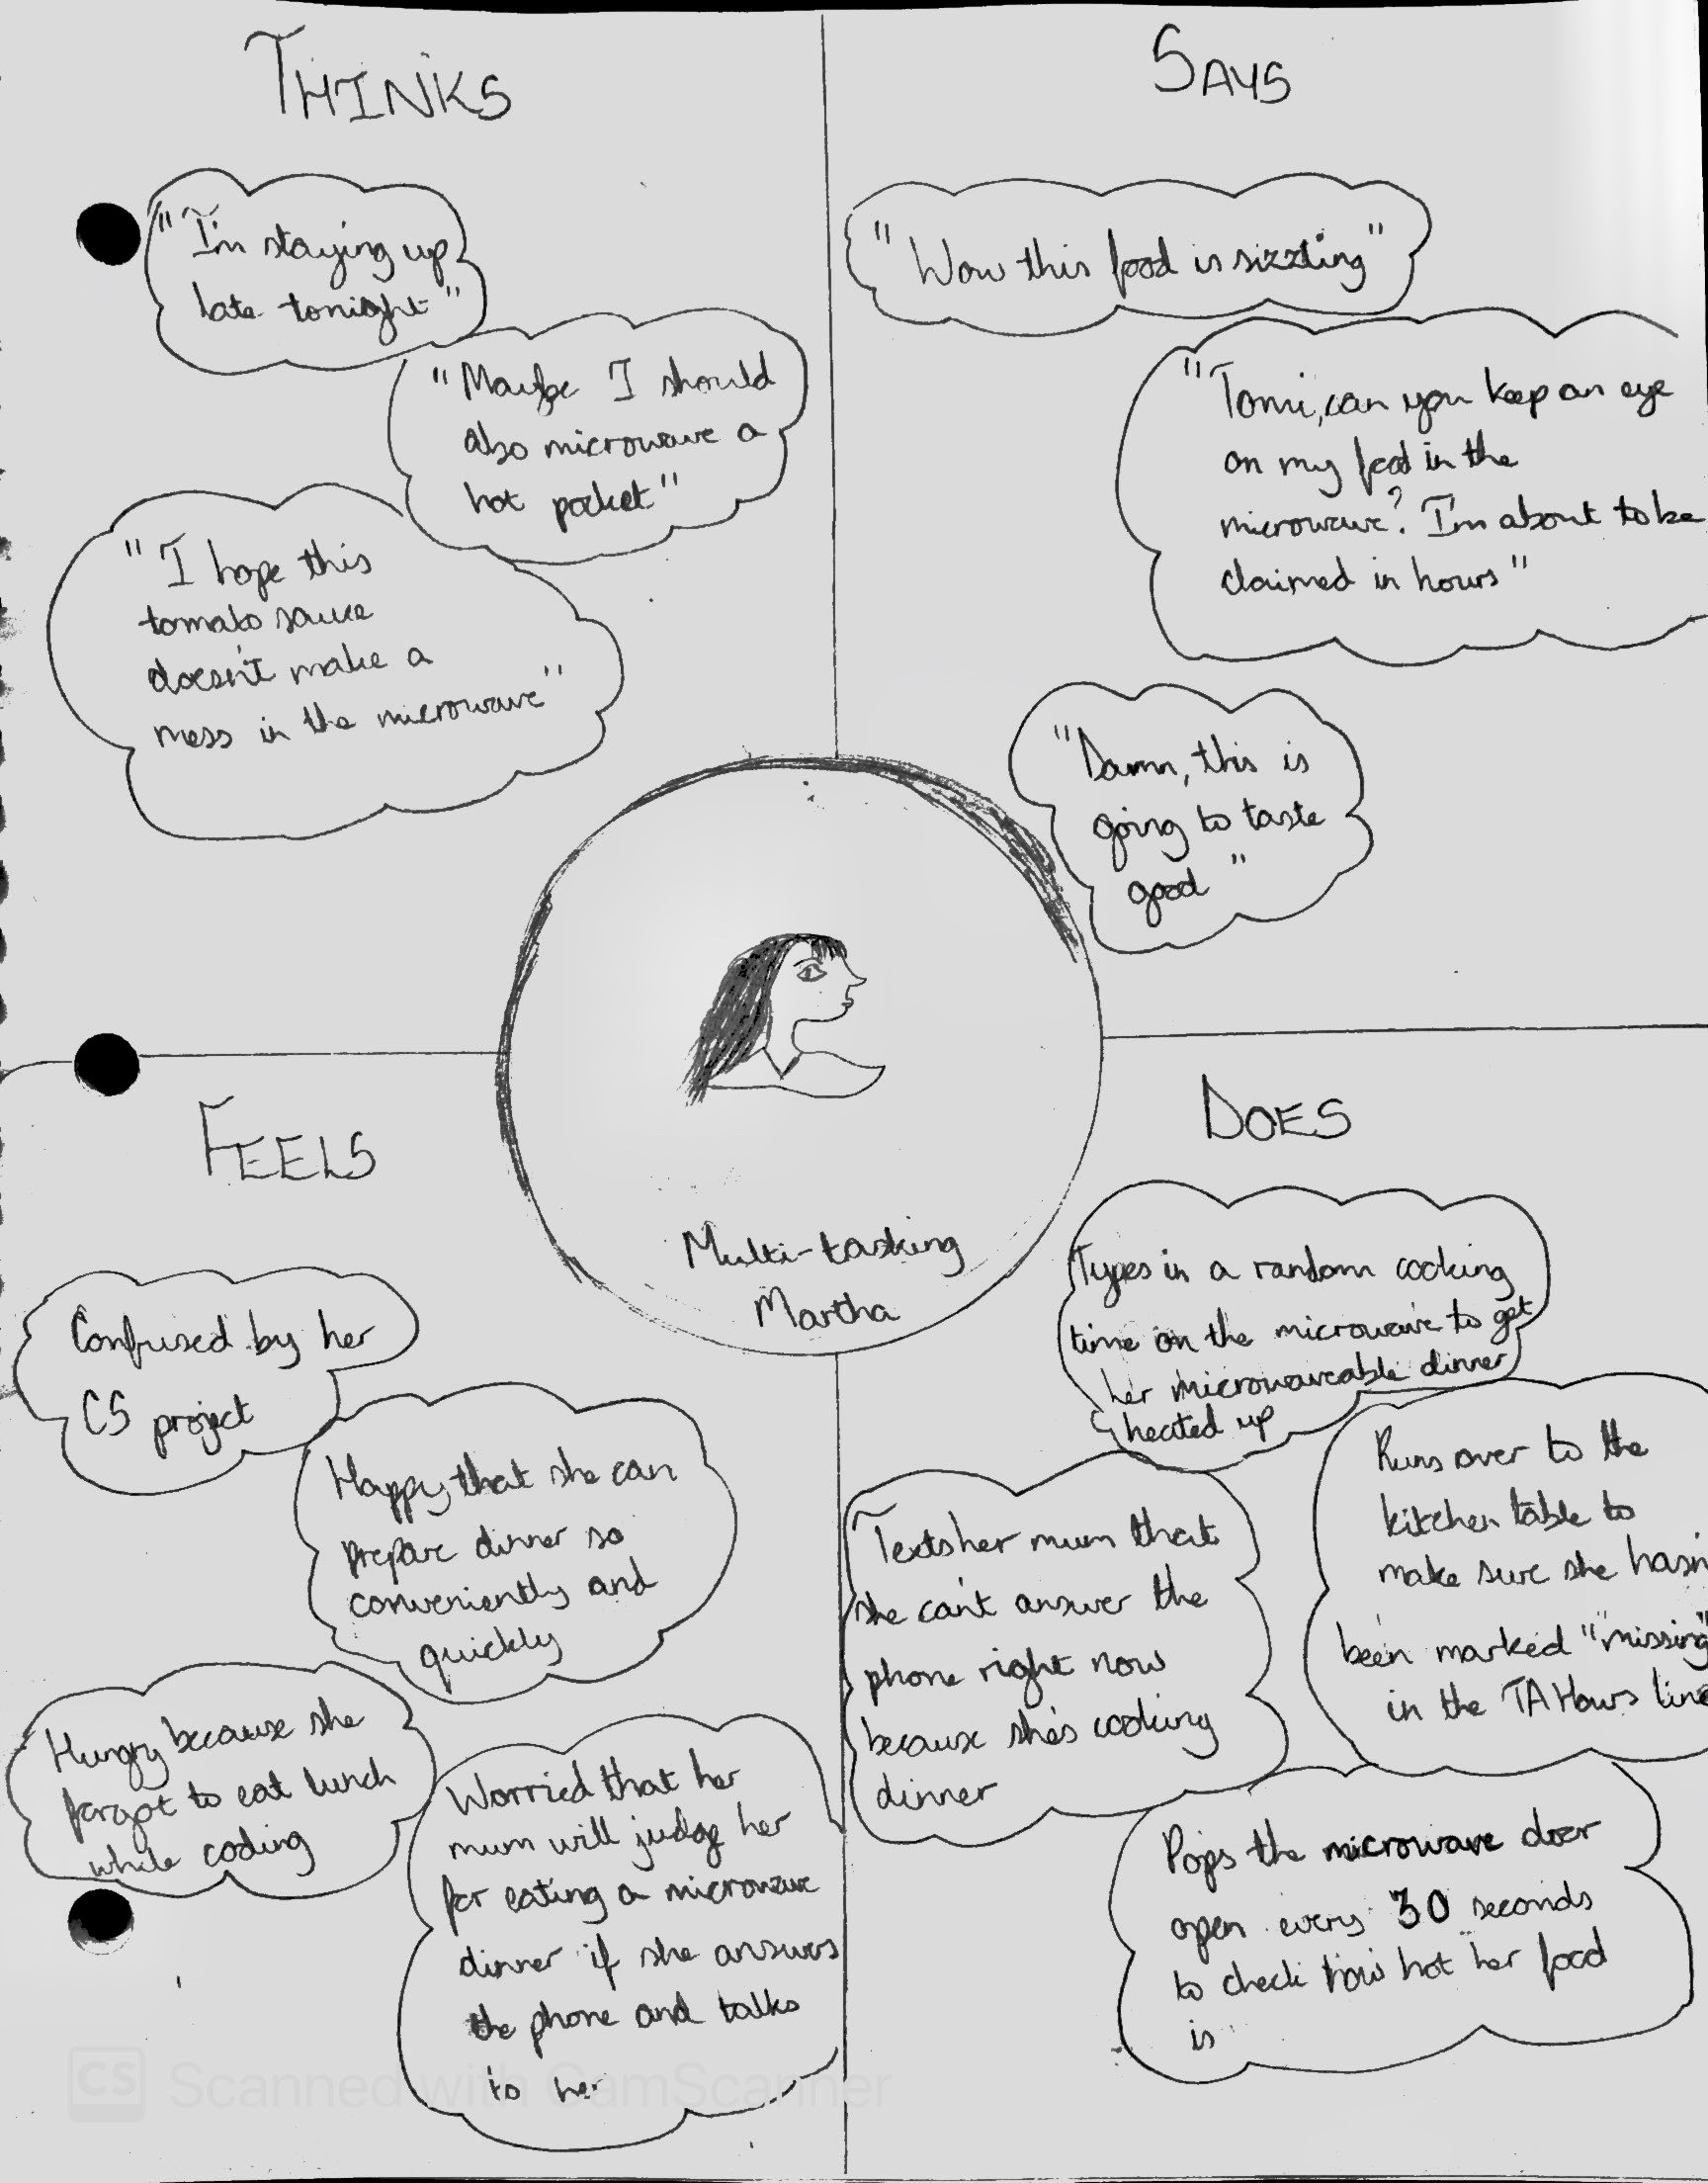 THINKS
"I'm staying up
late tonight"
"Maybe I should
also microwave a
hot pocket"
"I hope this
tomato sauce
doesn't make a
mess in the microwave"
SAYS
"Wow this food is sizzling"
"Tomi, can you keep an eye
on my food in the
microwave? I'm about to be
claimed in hours"
"Damn, this is
going to taste
good"
Multi-tasking
Martha
FEELS
Confused by her
CS project
Happy that she can
prepare dinner so
conveniently and
quickly
Hungry because she
forgot to eat lunch
while coding
Worried that her
mum will judge her
for eating a microwave
dinner if she answers
the phone and talks
to her
DOES
Types in a random cooking
time on the microwave to get
her microwaveable dinner
heated up
Runs over to the
kitchen table to
make sure she hasn'
been marked "missing"
in the TA Hours line
Texts her mum that
she can't answer the
phone right now
because she's cooking
dinner
Pops the microwave door
open every 30 seconds
to check how hot her food
is
CS Scanned with CamScanner